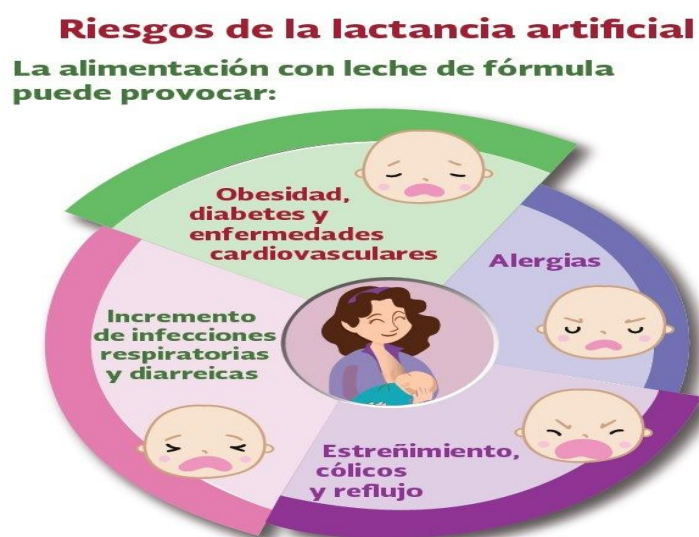 Riesgos de la lactancia artificial
La alimentación con leche de fórmula
puede provocar:
Obesidad,
diabetes y
enfermedades
cardiovasculares
Alergias
Incremento
de infecciones
respiratorias
y diarreicas
Estreñimiento,
cólicos
y reflujo